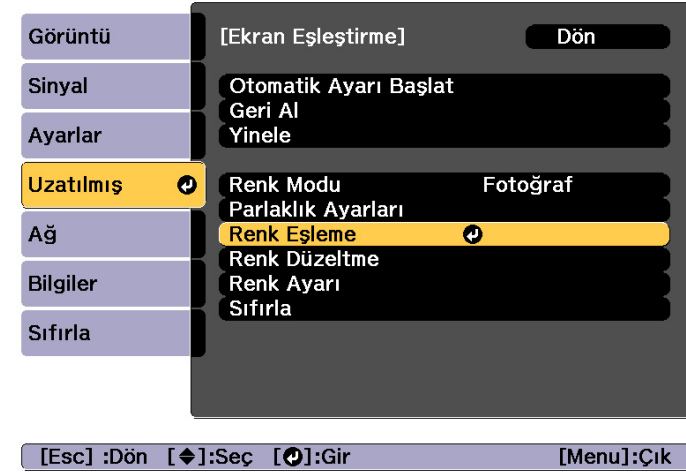 Görüntü
Sinyal
Ayarlar
Uzatılmış
Ağ
Bilgiler
Sıfırla
[Ekran Eşleştirme] Dön
Otomatik Ayarı Başlat
Geri Al
Yinele
Renk Modu Fotoğraf
Parlaklık Ayarları
Renk Eşleme
Renk Düzeltme
Renk Ayarı
Sıfırla
[Esc] :Dön [◆]:Seç [⏎]:Gir [Menu]:Çık